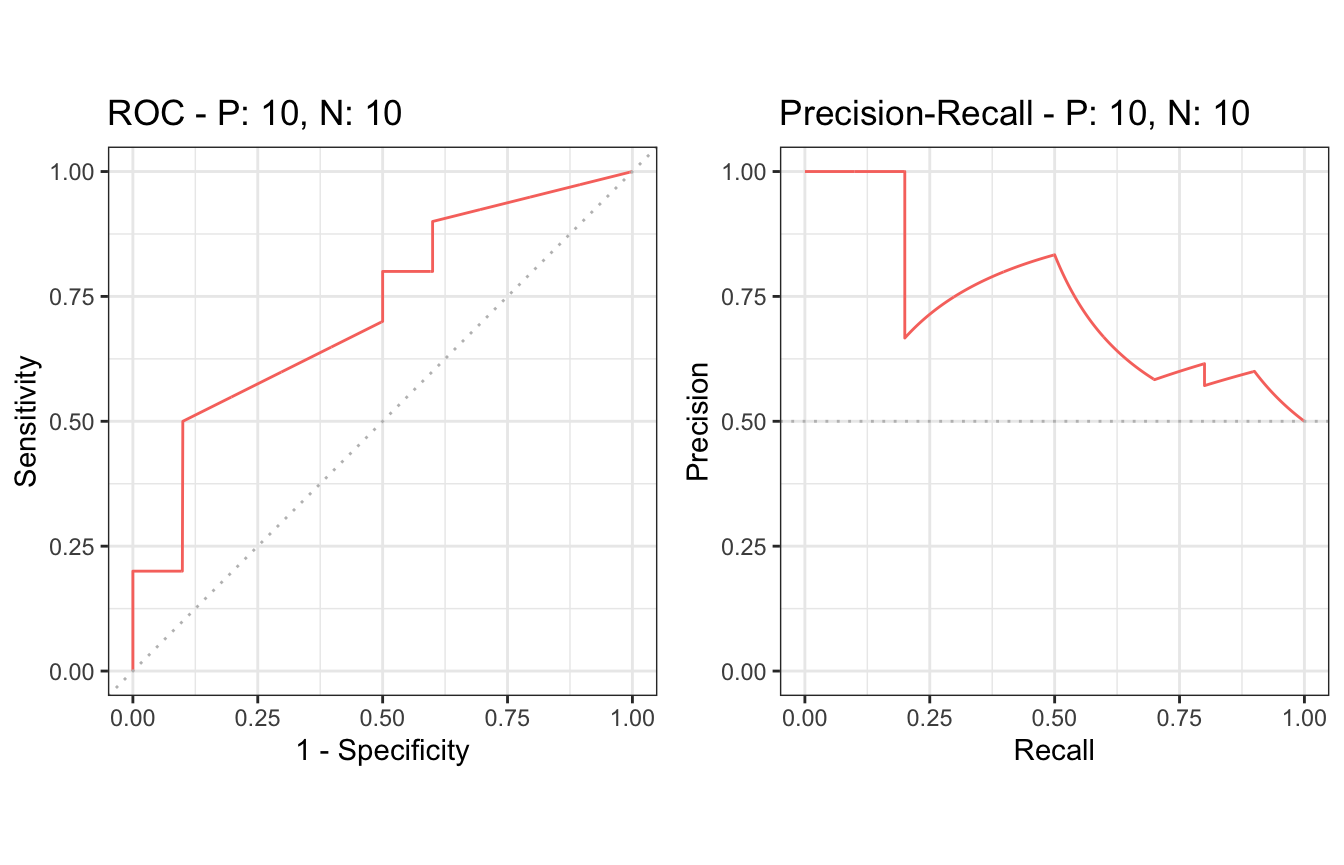 ROC - P: 10, N: 10
1.00
0.75
0.50
0.25
0.00
Sensitivity
0.00 0.25 0.50 0.75 1.00
1 - Specificity
Precision-Recall - P: 10, N: 10
1.00
0.75
0.50
0.25
0.00
Precision
0.00 0.25 0.50 0.75 1.00
Recall